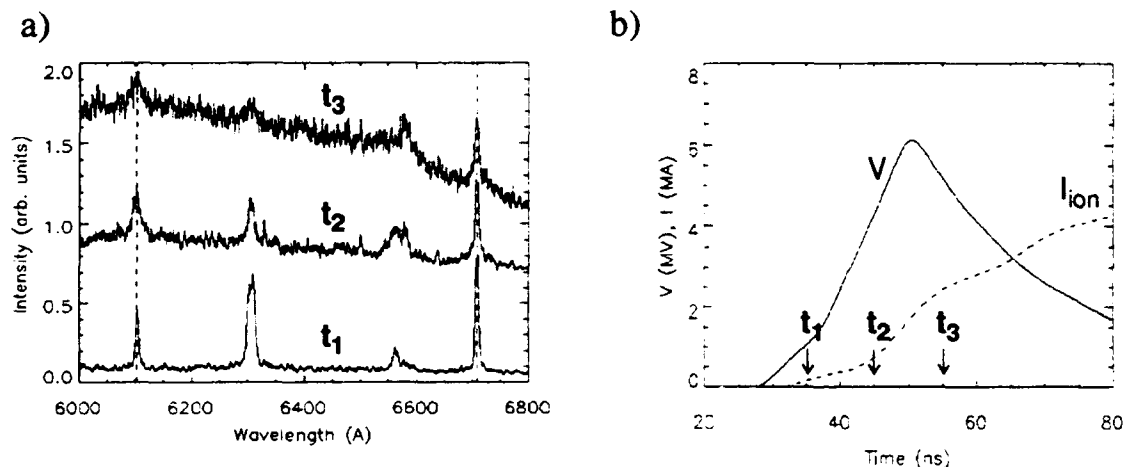 a)
2.0
1.5
1.0
0.5
0.0
Intensity (arb. units)
t3
t2
t1
6000
6200
6400
6600
6800
Wavelength (A)
b)
8
6
4
2
0
V (MV), I (MA)
V
Iion
t1
t2
t3
20
40
60
80
Time (ns)